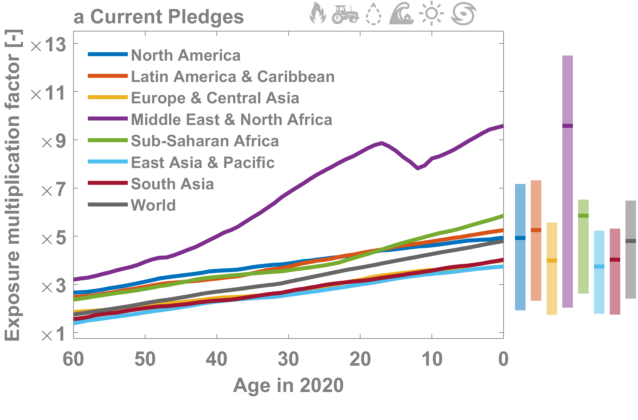 a Current Pledges
Exposure multiplication factor [-]
×13
×11
×9
×7
×5
×3
×1
North America
Latin America & Caribbean
Europe & Central Asia
Middle East & North Africa
Sub-Saharan Africa
East Asia & Pacific
South Asia
World
60 50 40 30 20 10 0
Age in 2020